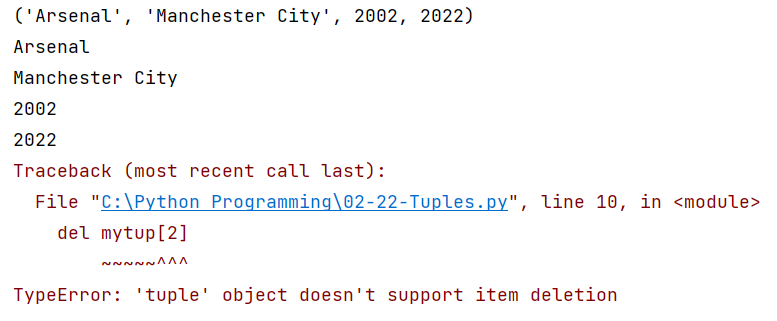 ('Arsenal', 'Manchester City', 2002, 2022)
Arsenal
Manchester City
2002
2022
Traceback (most recent call last):
  File "C:\Python Programming\02-22-Tuples.py", line 10, in <module>
    del mytup[2]
        ~~~~~^^^
TypeError: 'tuple' object doesn't support item deletion